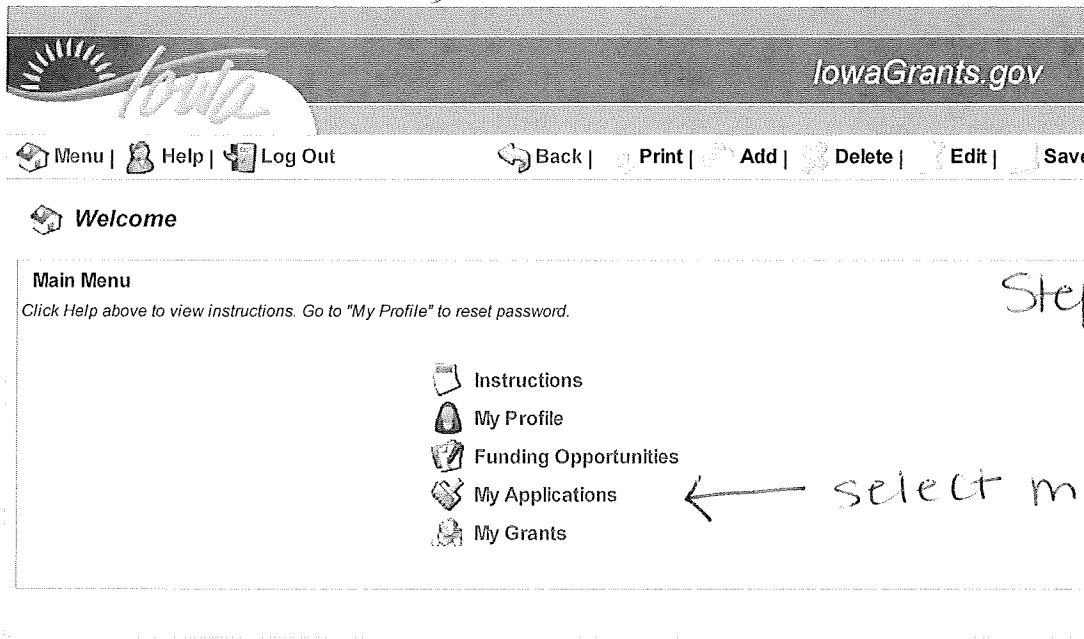 Iowa
IowaGrants.gov
Menu | Help | Log Out Back | Print | Add | Delete | Edit | Save
Welcome
Main Menu
Step
Click Help above to view instructions. Go to "My Profile" to reset password.
Instructions
My Profile
Funding Opportunities
My Applications ← select m
My Grants